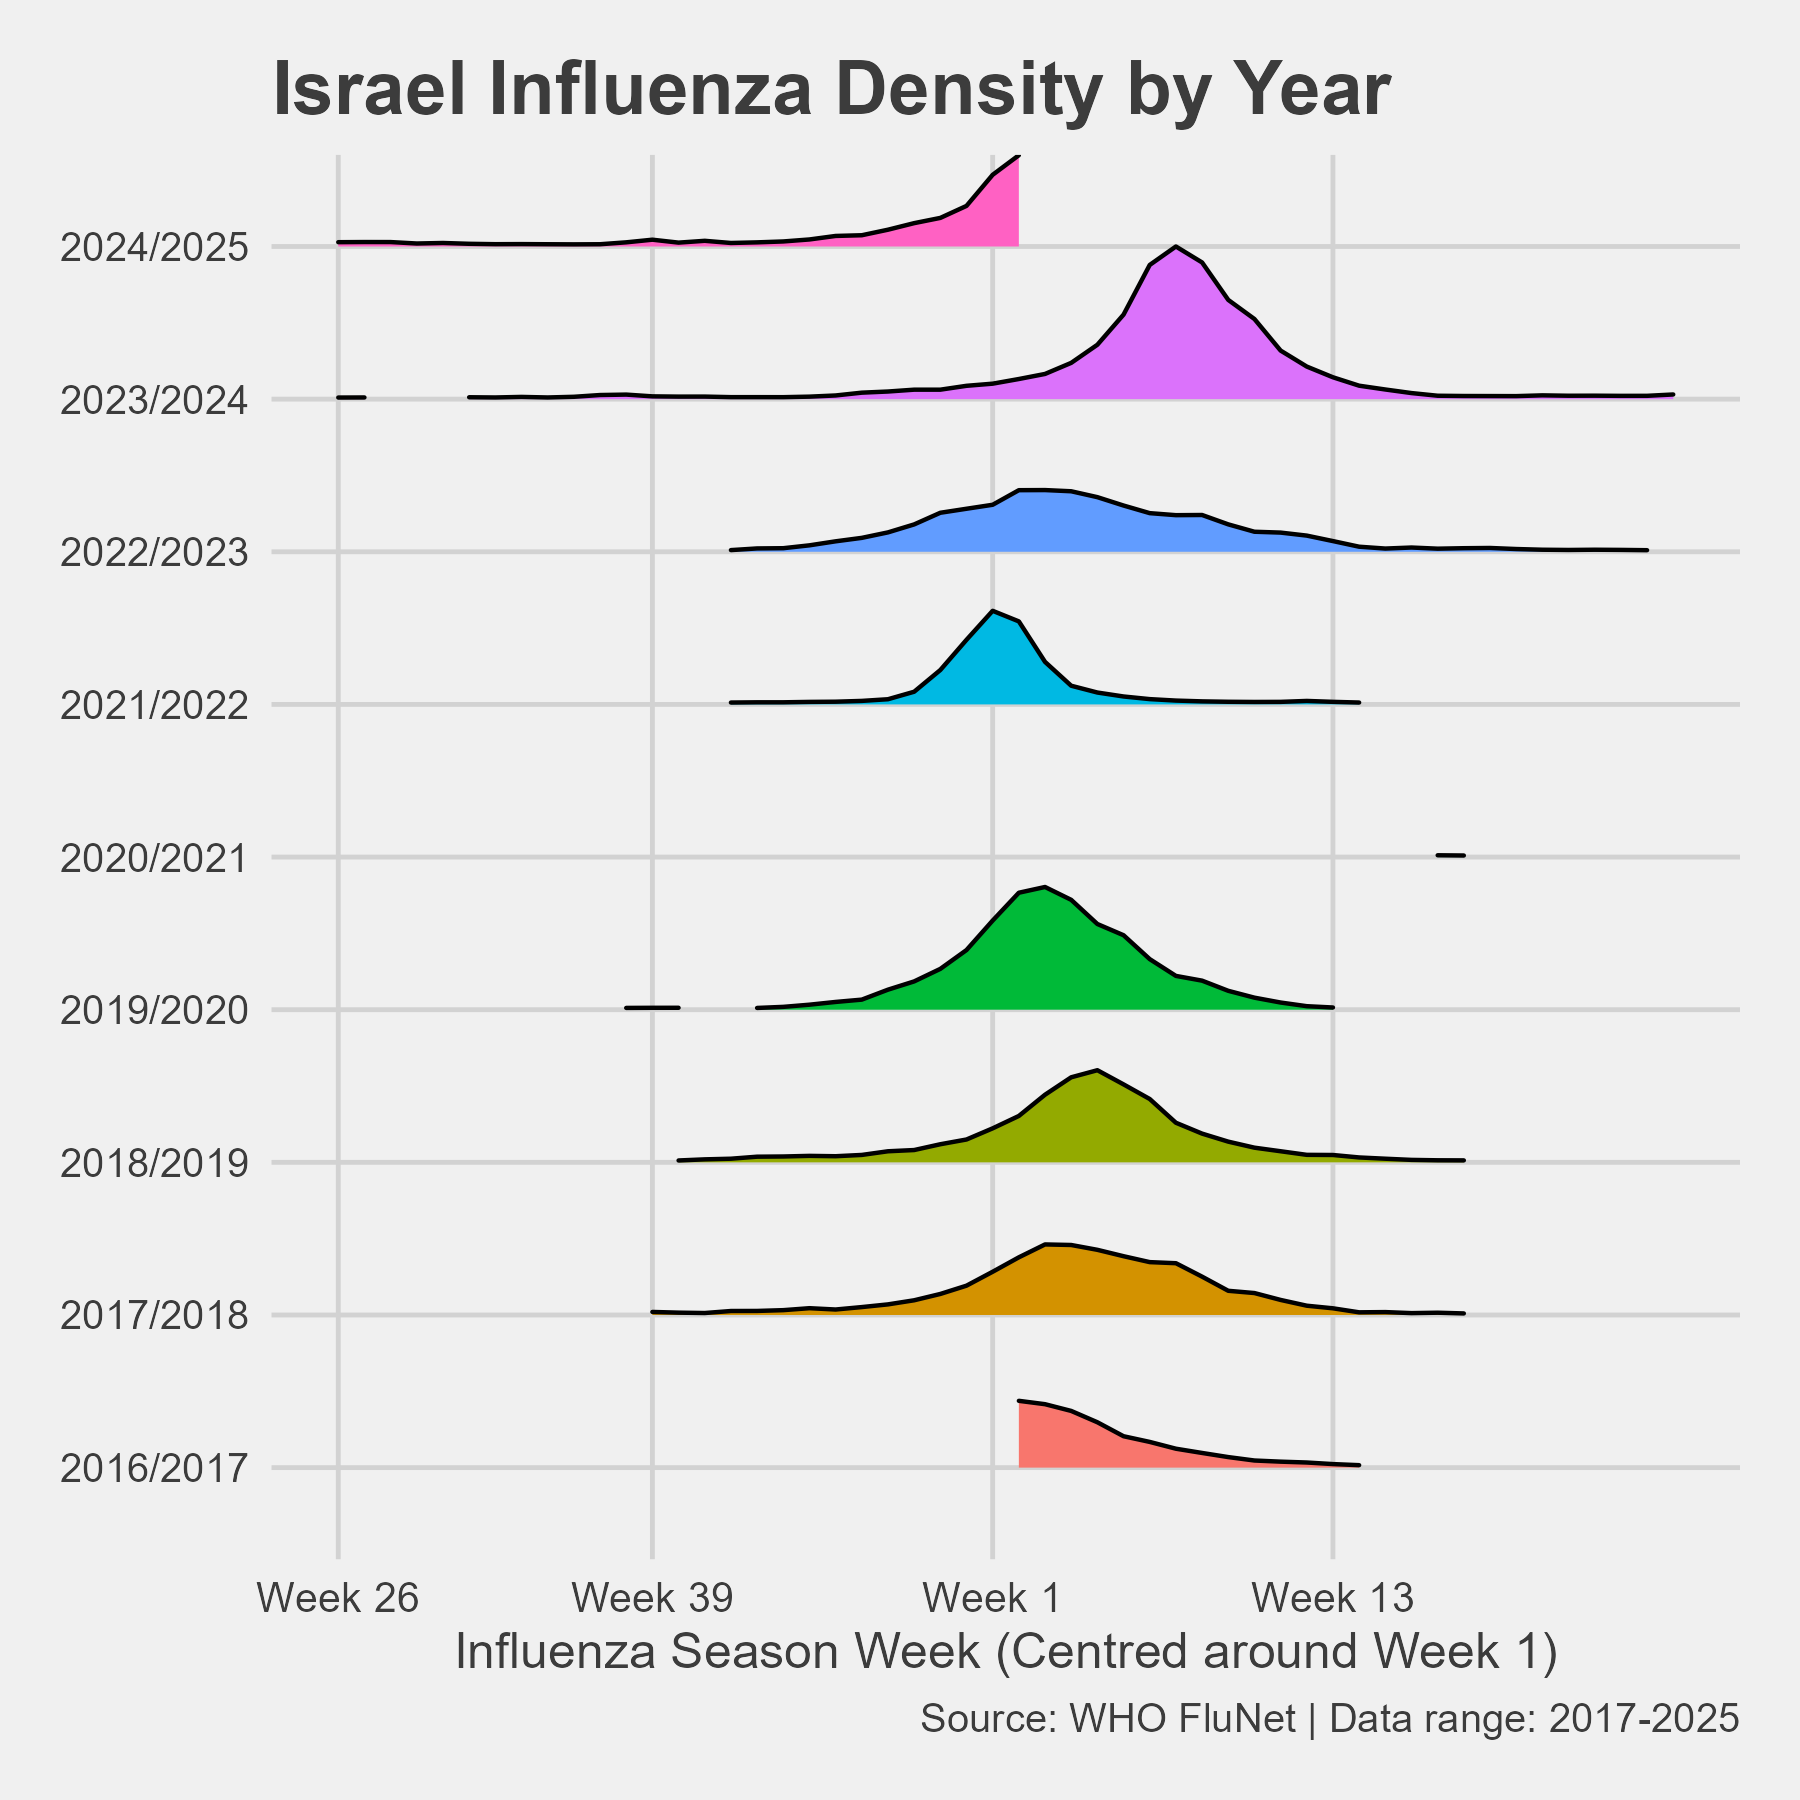 Israel Influenza Density by Year
2024/2025
2023/2024
2022/2023
2021/2022
2020/2021
2019/2020
2018/2019
2017/2018
2016/2017
Week 26 Week 39 Week 1 Week 13
Influenza Season Week (Centred around Week 1)
Source: WHO FluNet | Data range: 2017-2025